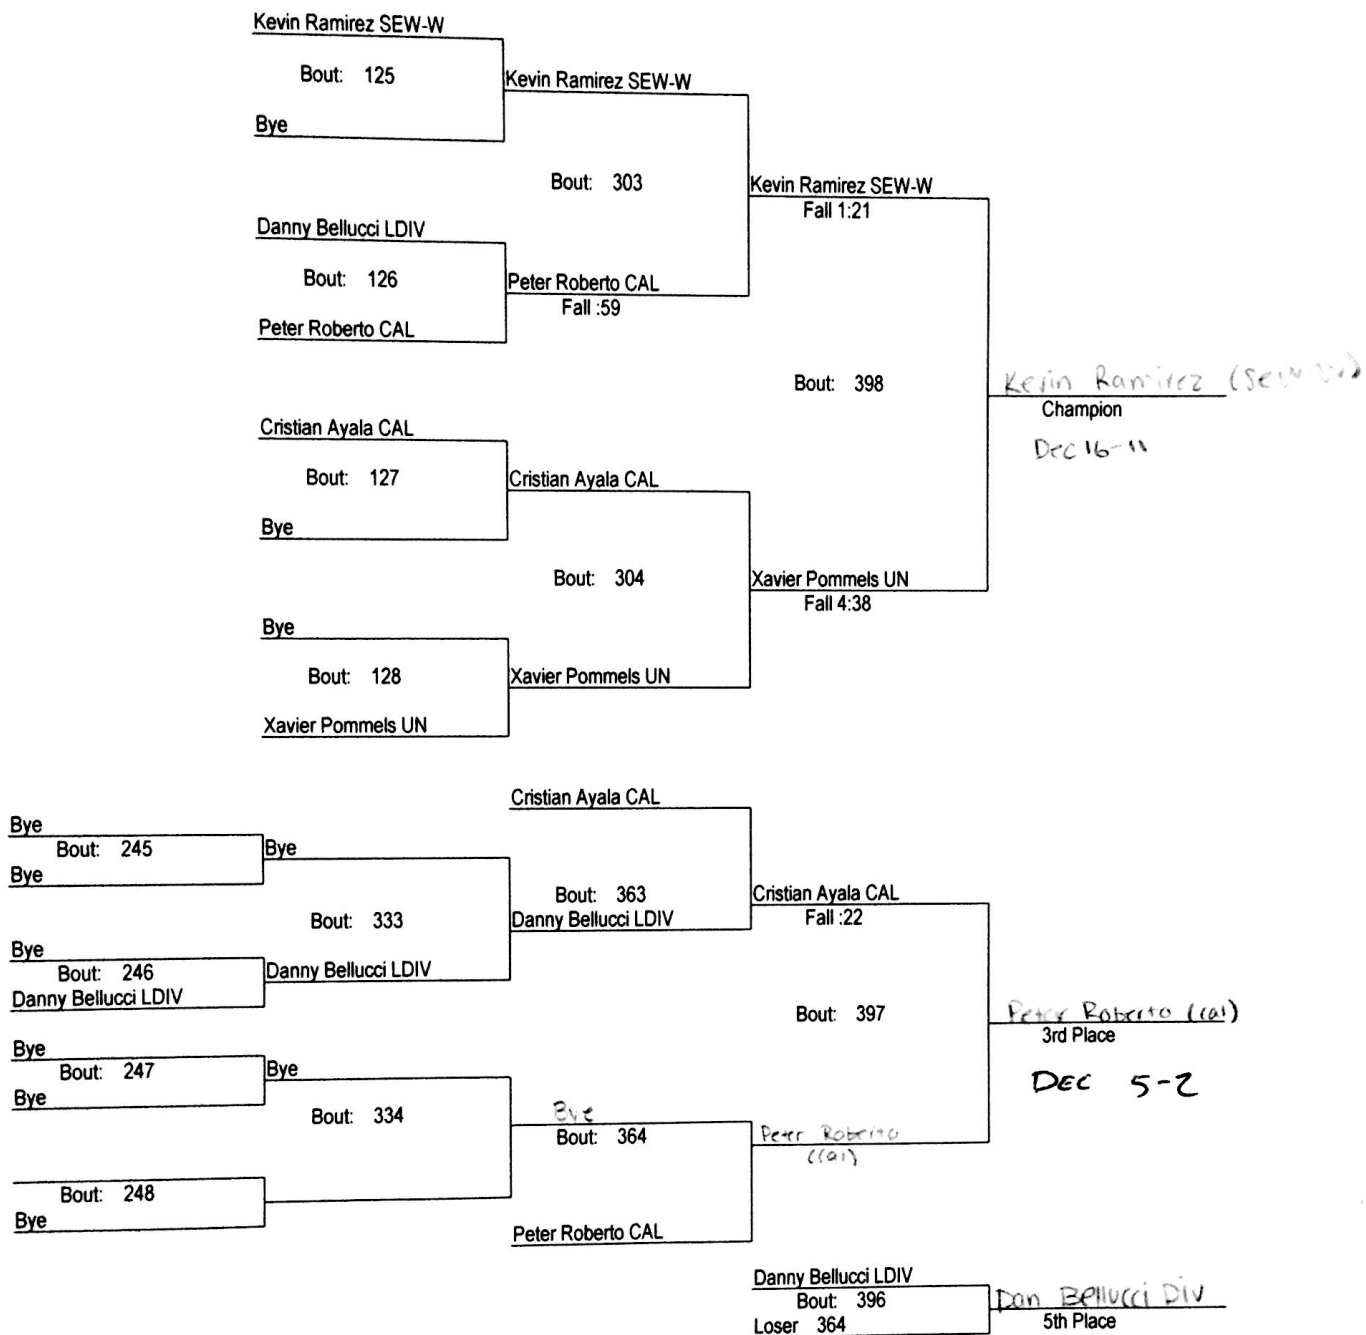 Kevin Ramirez SEW-W
Bout: 125
Kevin Ramirez SEW-W
Bye
Bout: 303
Kevin Ramirez SEW-W
Fall 1:21
Danny Bellucci LDIV
Bout: 126
Peter Roberto CAL
Fall :59
Peter Roberto CAL
Bout: 398
Kevin Ramirez (SEW-W)
Champion
Dec 16-11
Cristian Ayala CAL
Bout: 127
Cristian Ayala CAL
Bye
Bout: 304
Xavier Pommels UN
Fall 4:38
Bye
Bout: 128
Xavier Pommels UN
Xavier Pommels UN
Cristian Ayala CAL
Bye
Bout: 245
Bye
Bye
Bout: 363
Cristian Ayala CAL
Fall :22
Bout: 333
Danny Bellucci LDIV
Bye
Bout: 246
Danny Bellucci LDIV
Danny Bellucci LDIV
Bout: 397
Peter Roberto (Cal)
3rd Place
DEC 5-2
Bye
Bout: 247
Bye
Bye
Bout: 334
Bye
Bout: 364
Peter Roberto
(Cal)
Bout: 248
Bye
Peter Roberto CAL
Danny Bellucci LDIV
Bout: 396
Dan Bellucci Div
Loser 364
5th Place